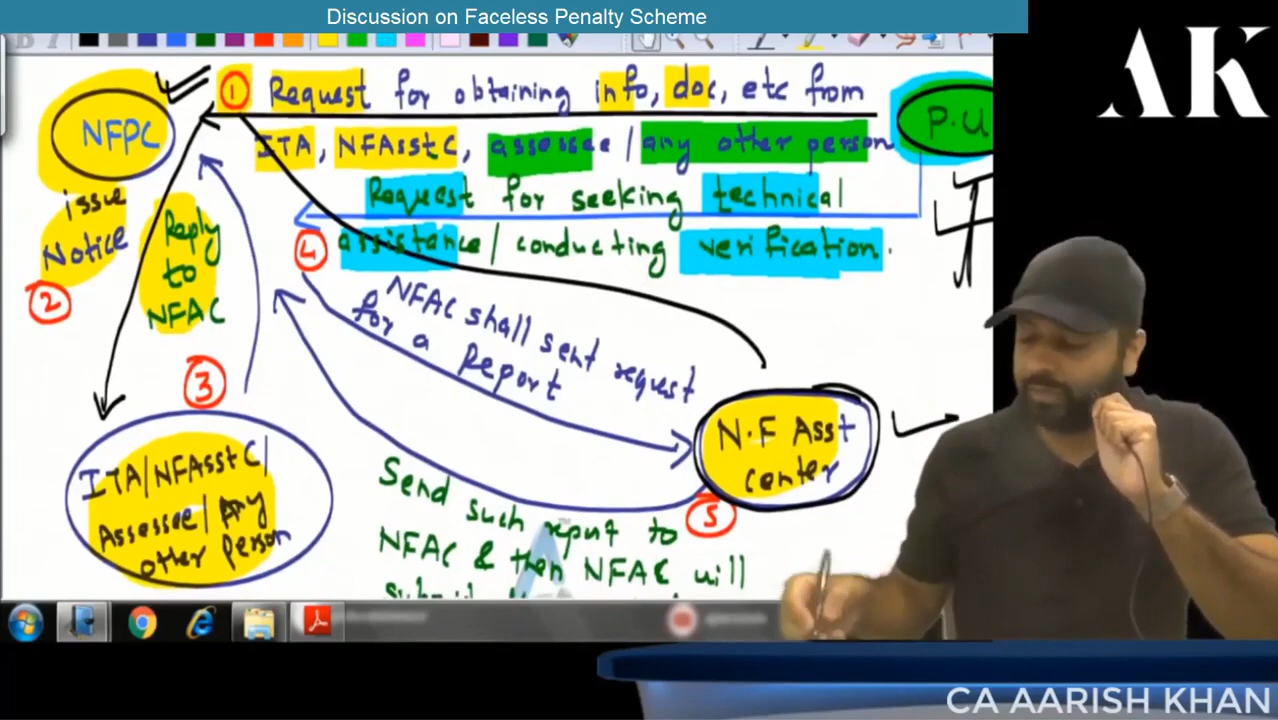 Discussion on Faceless Penalty Scheme
AK
① Request for obtaining info, doc, etc from
NFPC
P.U
ITA, NFAsstC, assessee / any other person
Request for seeking technical
④ assistance / conducting verification.
issue
Notice
②
Reply
to
NFAC
③
NFAC shall sent request
for a Report
N.F Asst
center
⑤
ITA/NFAsstC/
Assessee/Any
other person
Send such report to
NFAC & then NFAC will
CA AARISH KHAN